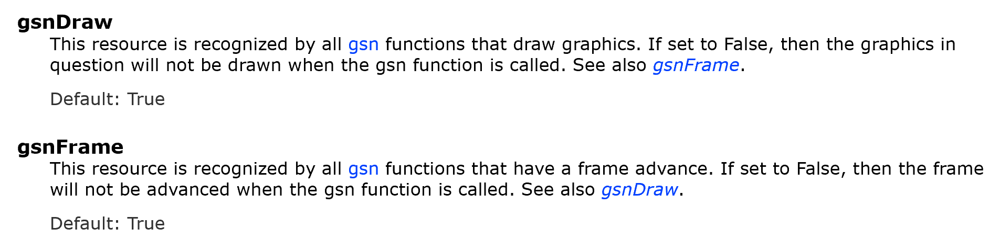 gsnDraw
This resource is recognized by all gsn functions that draw graphics. If set to False, then the graphics in
question will not be drawn when the gsn function is called. See also gsnFrame.
Default: True
gsnFrame
This resource is recognized by all gsn functions that have a frame advance. If set to False, then the frame
will not be advanced when the gsn function is called. See also gsnDraw.
Default: True